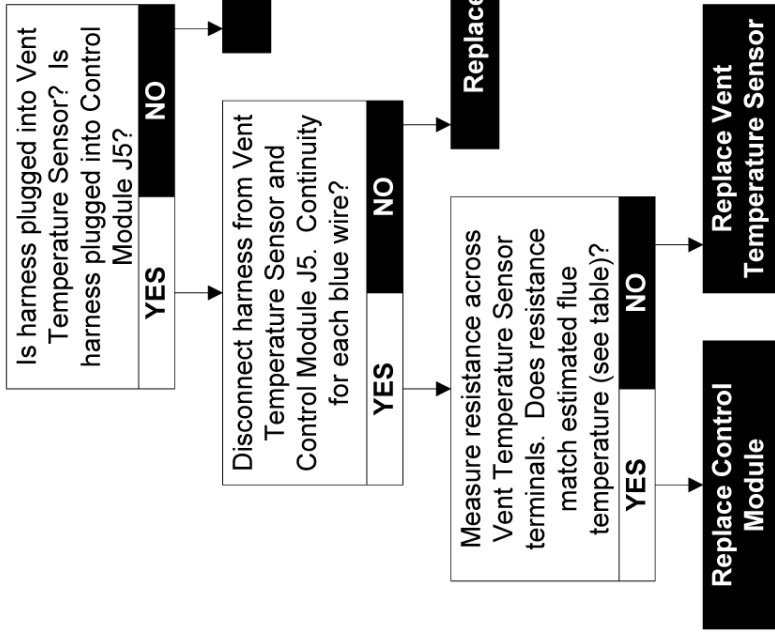 Is harness plugged into Vent
Temperature Sensor? Is
harness plugged into Control
Module J5?
YES
NO
Disconnect harness from Vent
Temperature Sensor and
Control Module J5. Continuity
for each blue wire?
YES
NO
Replace
Measure resistance across
Vent Temperature Sensor
terminals. Does resistance
match estimated flue
temperature (see table)?
YES
NO
Replace Control
Module
Replace Vent
Temperature Sensor